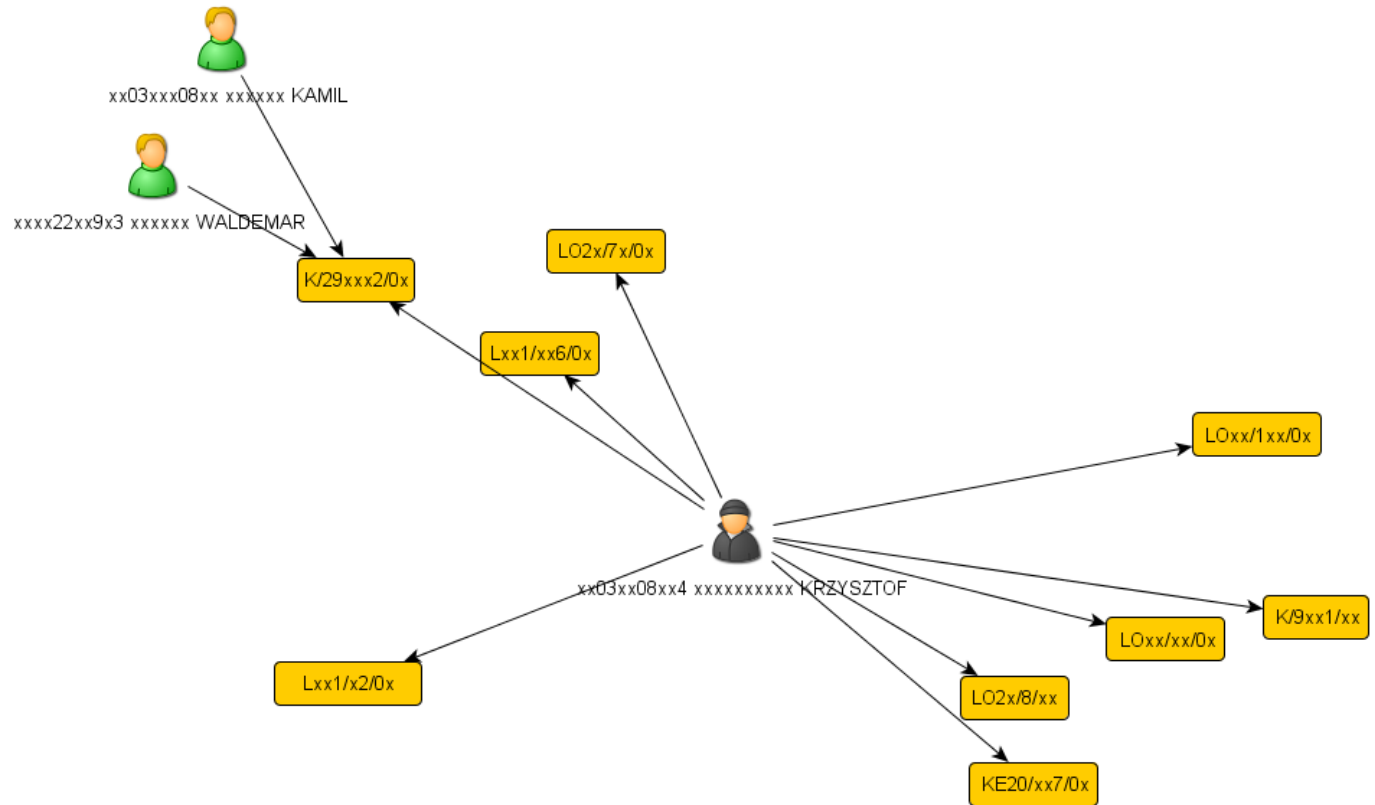 xx03xxx08xx xxxxxx KAMIL
xxxx22xx9x3 xxxxxx WALDEMAR
LO2x/7x/0x
K/29xxx2/0x
Lxx1/xx6/0x
LOxx/1xx/0x
xx03xx08xx4 xxxxxxxxxx KRZYSZTOF
K/9xx1/xx
LOxx/xx/0x
Lxx1/x2/0x
LO2x/8/xx
KE20/xx7/0x